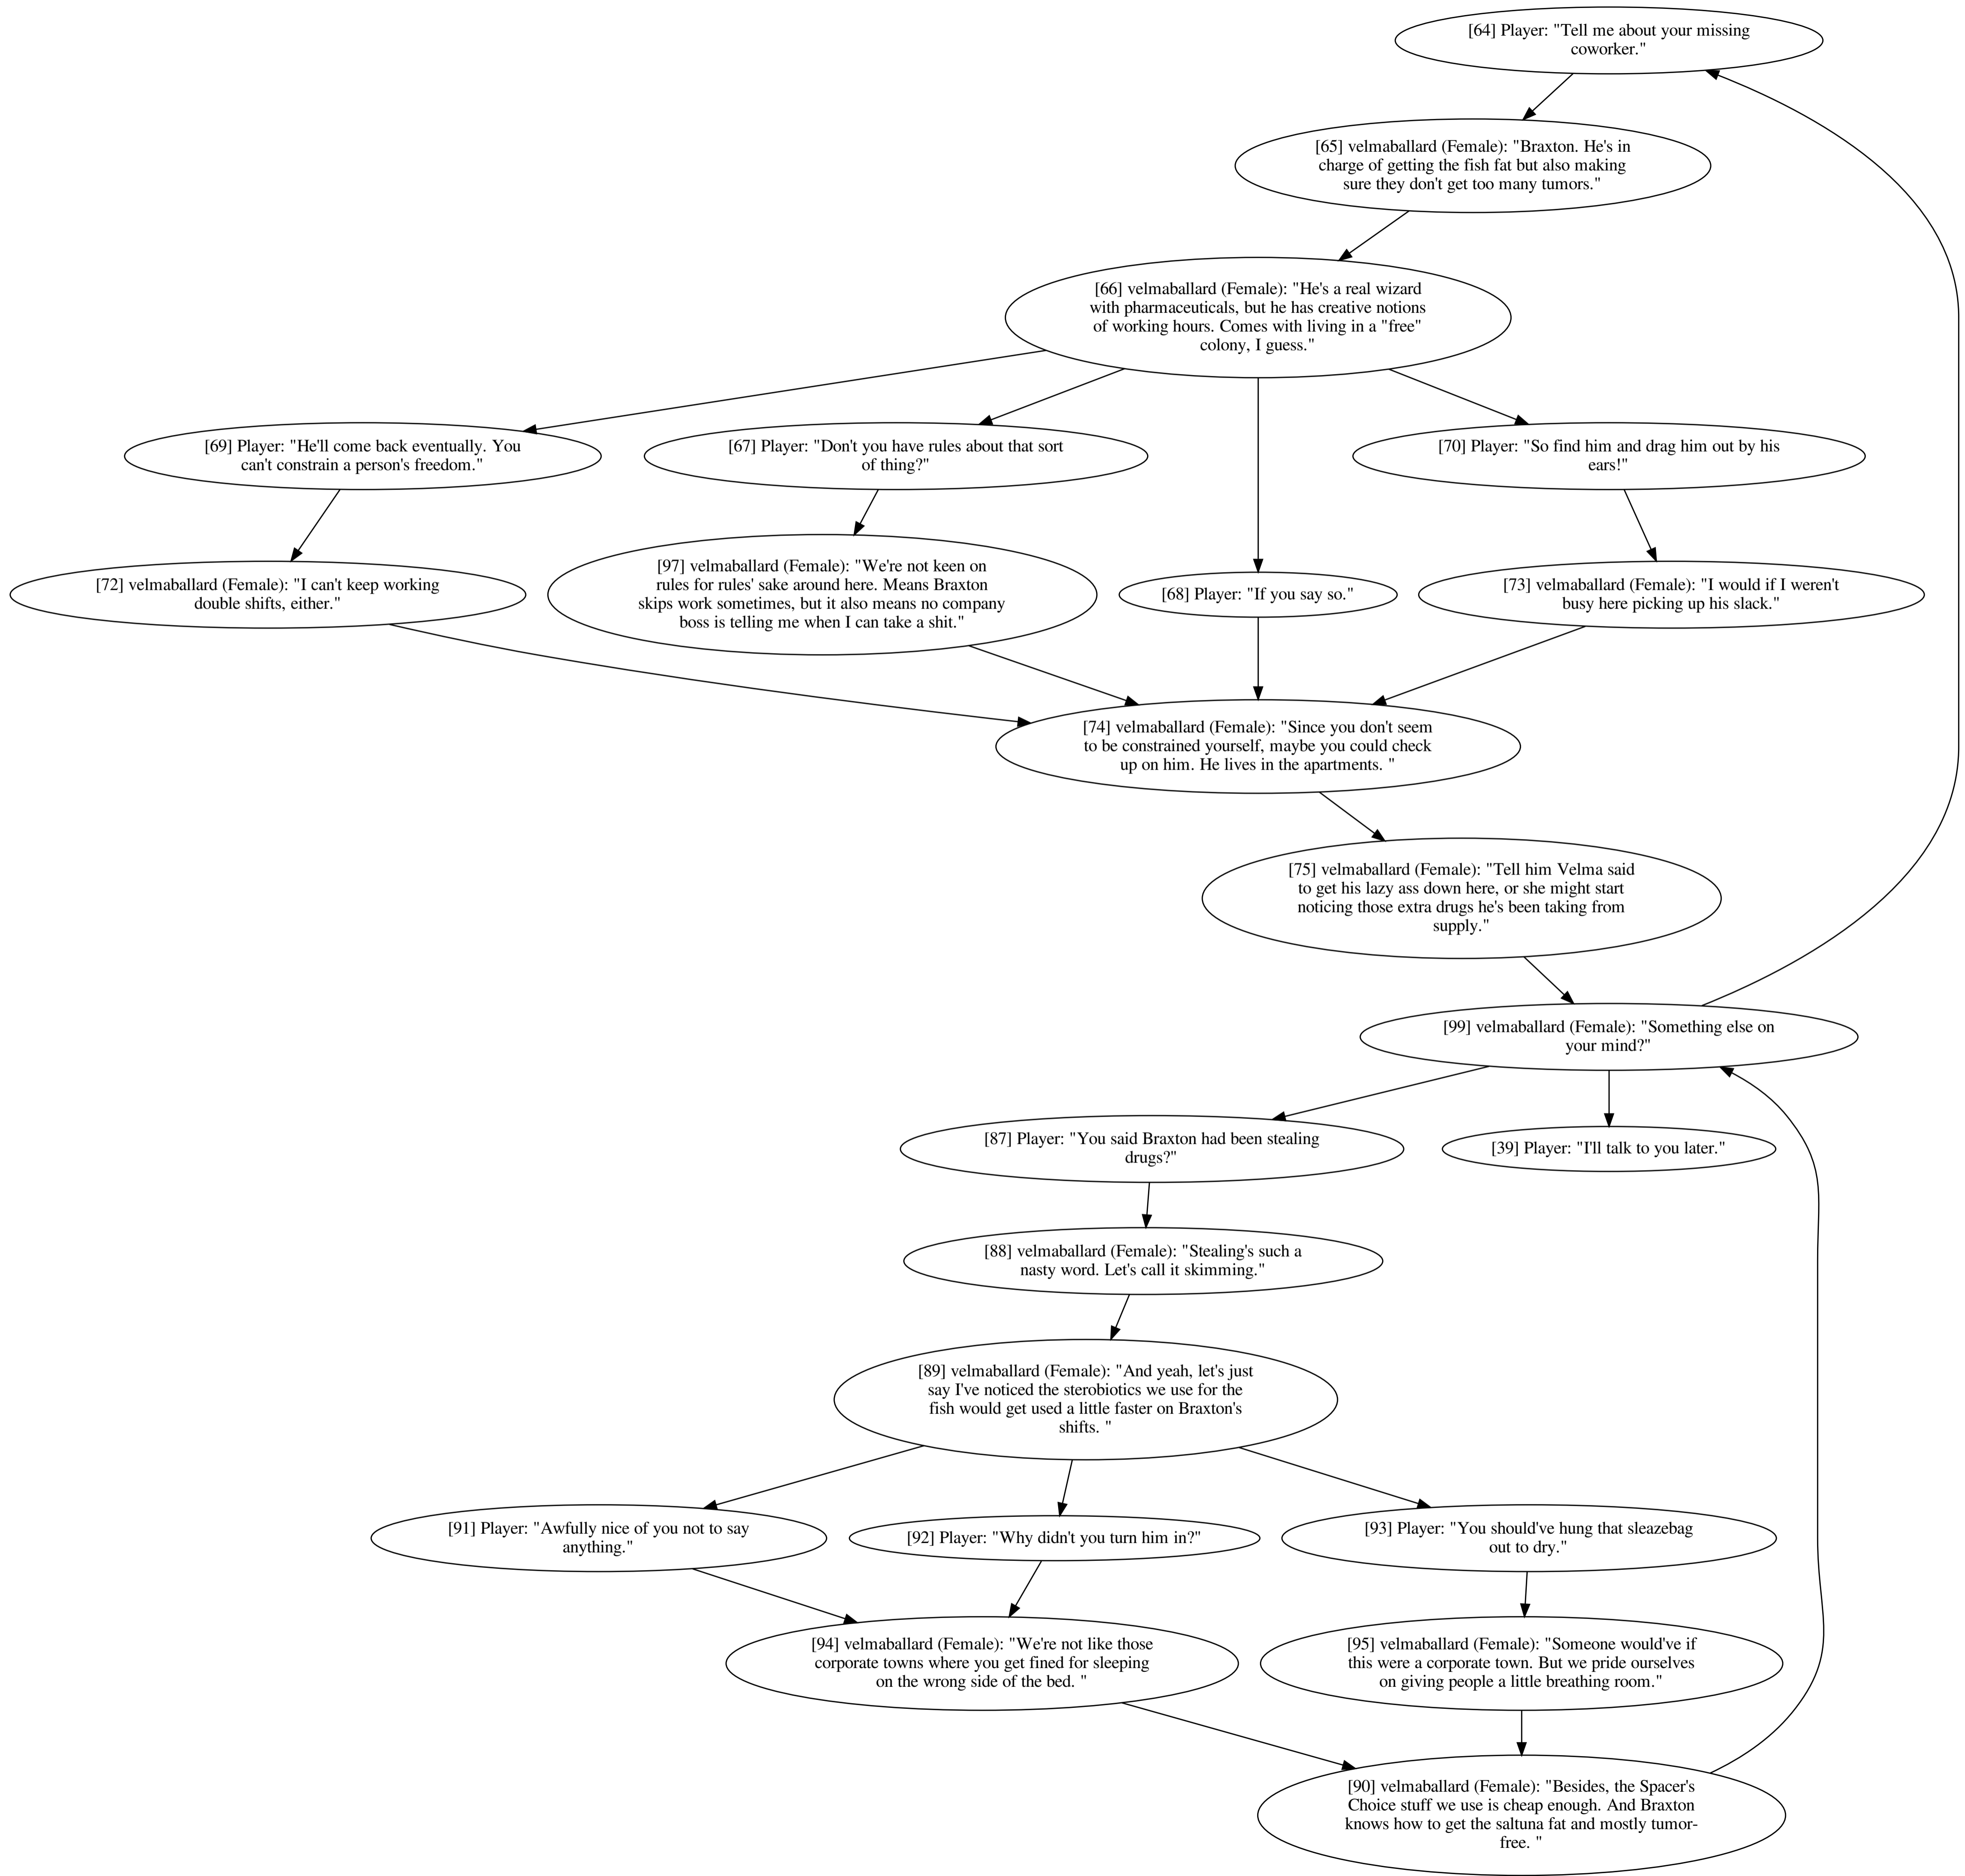 [64] Player: "Tell me about your missing
coworker."
[65] velmaballard (Female): "Braxton. He's in
charge of getting the fish fat but also making
sure they don't get too many tumors."
[66] velmaballard (Female): "He's a real wizard
with pharmaceuticals, but he has creative notions
of working hours. Comes with living in a "free"
colony, I guess."
[69] Player: "He'll come back eventually. You
can't constrain a person's freedom."
[67] Player: "Don't you have rules about that sort
of thing?"
[70] Player: "So find him and drag him out by his
ears!"
[72] velmaballard (Female): "I can't keep working
double shifts, either."
[97] velmaballard (Female): "We're not keen on
rules for rules' sake around here. Means Braxton
skips work sometimes, but it also means no company
boss is telling me when I can take a shit."
[68] Player: "If you say so."
[73] velmaballard (Female): "I would if I weren't
busy here picking up his slack."
[74] velmaballard (Female): "Since you don't seem
to be constrained yourself, maybe you could check
up on him. He lives in the apartments. "
[75] velmaballard (Female): "Tell him Velma said
to get his lazy ass down here, or she might start
noticing those extra drugs he's been taking from
supply."
[99] velmaballard (Female): "Something else on
your mind?"
[87] Player: "You said Braxton had been stealing
drugs?"
[39] Player: "I'll talk to you later."
[88] velmaballard (Female): "Stealing's such a
nasty word. Let's call it skimming."
[89] velmaballard (Female): "And yeah, let's just
say I've noticed the sterobiotics we use for the
fish would get used a little faster on Braxton's
shifts. "
[91] Player: "Awfully nice of you not to say
anything."
[92] Player: "Why didn't you turn him in?"
[93] Player: "You should've hung that sleazebag
out to dry."
[94] velmaballard (Female): "We're not like those
corporate towns where you get fined for sleeping
on the wrong side of the bed. "
[95] velmaballard (Female): "Someone would've if
this were a corporate town. But we pride ourselves
on giving people a little breathing room."
[90] velmaballard (Female): "Besides, the Spacer's
Choice stuff we use is cheap enough. And Braxton
knows how to get the saltuna fat and mostly tumor-
free. "